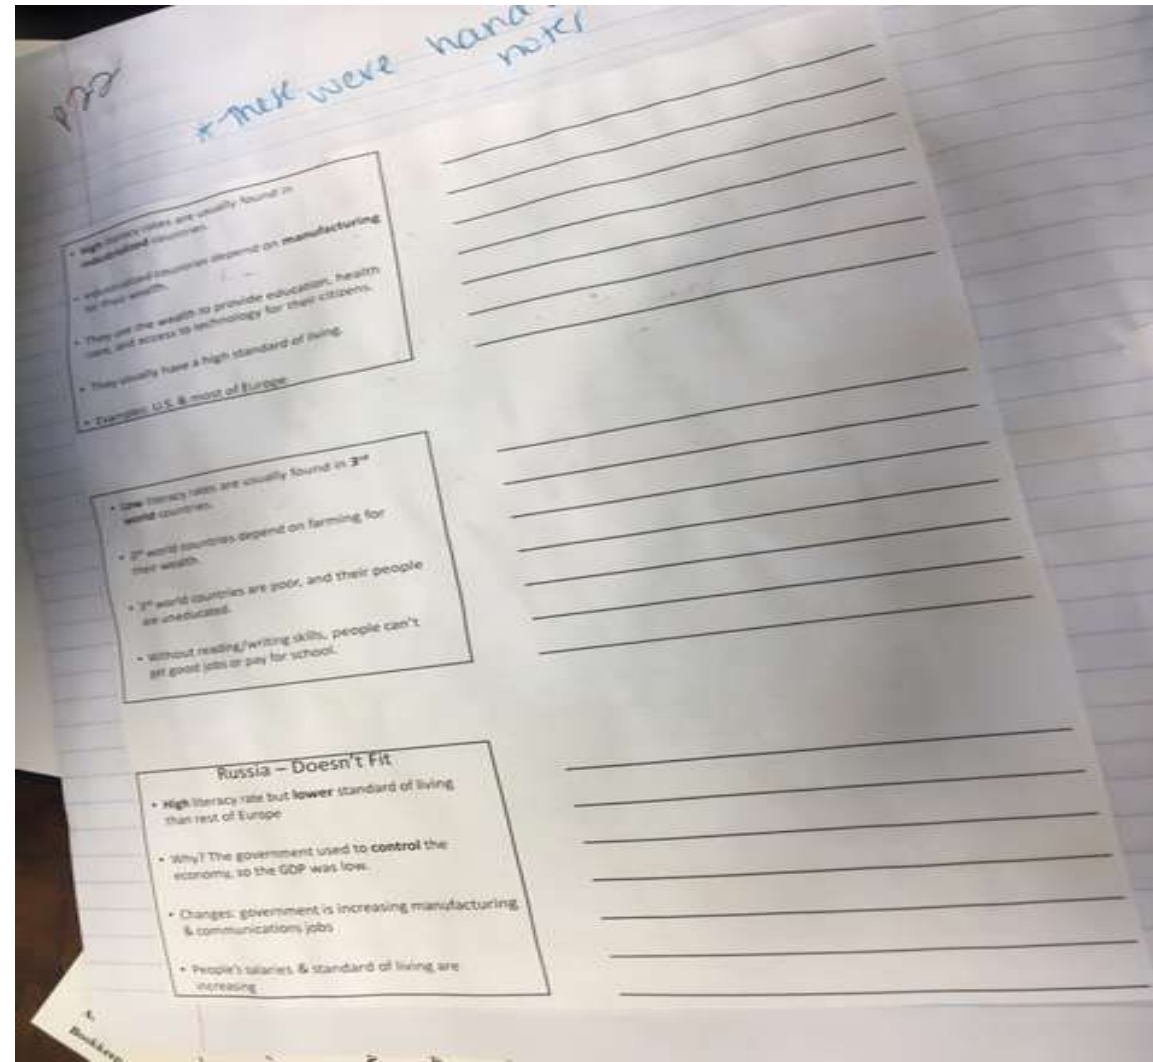 p 22
* These were hand
notes
• High literacy rates are usually found in
industrialized countries.
• Industrialized countries depend on manufacturing
for their wealth.
• They use the wealth to provide education, health
care, and access to technology for their citizens.
• They usually have a high standard of living.
• Examples: U.S. & most of Europe
• Low literacy rates are usually found in 3rd
world countries.
• 3rd world countries depend on farming for
their wealth.
• 3rd world countries are poor, and their people
are uneducated.
• Without reading/writing skills, people can't
get good jobs or pay for school.
Russia – Doesn't Fit
• High literacy rate but lower standard of living
than rest of Europe
• Why? The government used to control the
economy, so the GDP was low.
• Changes: government is increasing manufacturing
& communications jobs
• People's salaries & standard of living are
increasing
A.